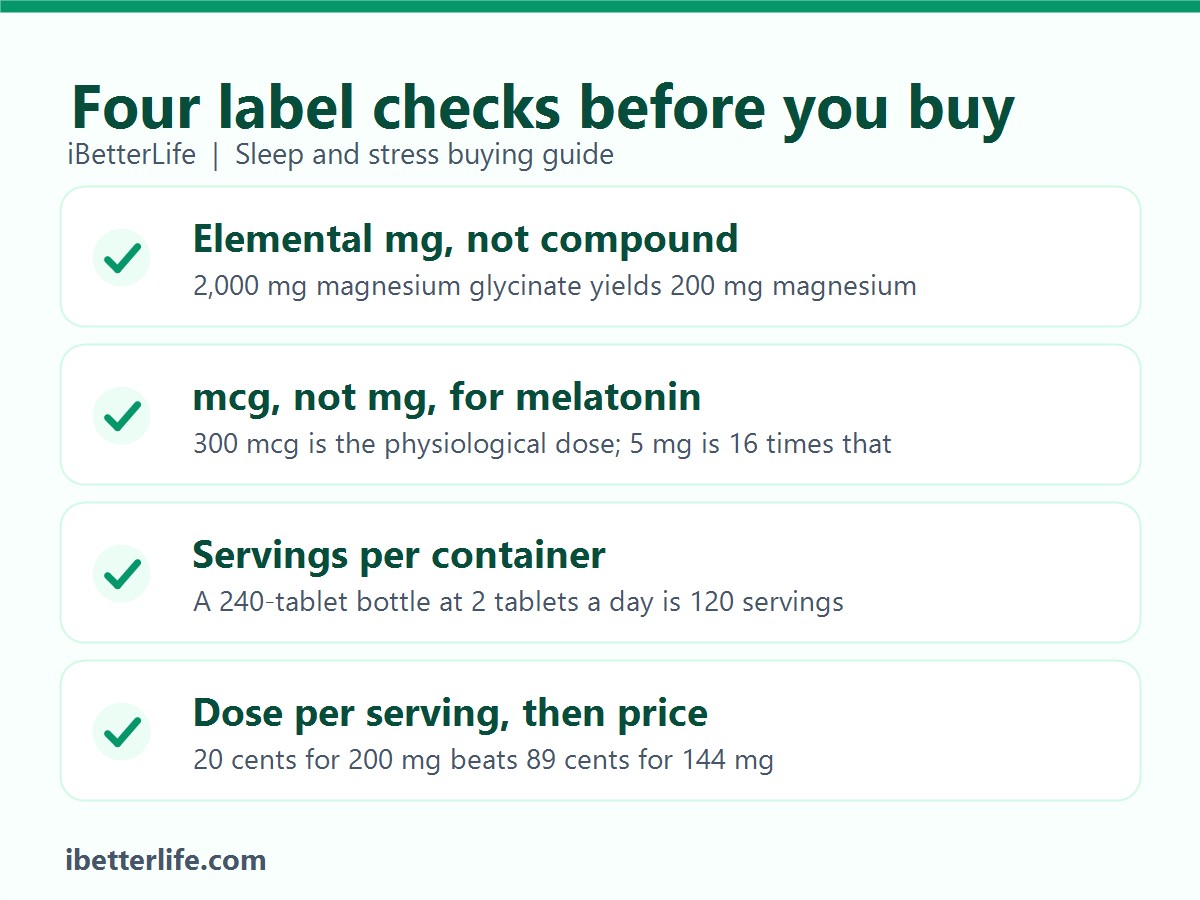 Four label checks before you buy
iBetterLife | Sleep and stress buying guide
Elemental mg, not compound
2,000 mg magnesium glycinate yields 200 mg magnesium
mcg, not mg, for melatonin
300 mcg is the physiological dose; 5 mg is 16 times that
Servings per container
A 240-tablet bottle at 2 tablets a day is 120 servings
Dose per serving, then price
20 cents for 200 mg beats 89 cents for 144 mg
ibetterlife.com